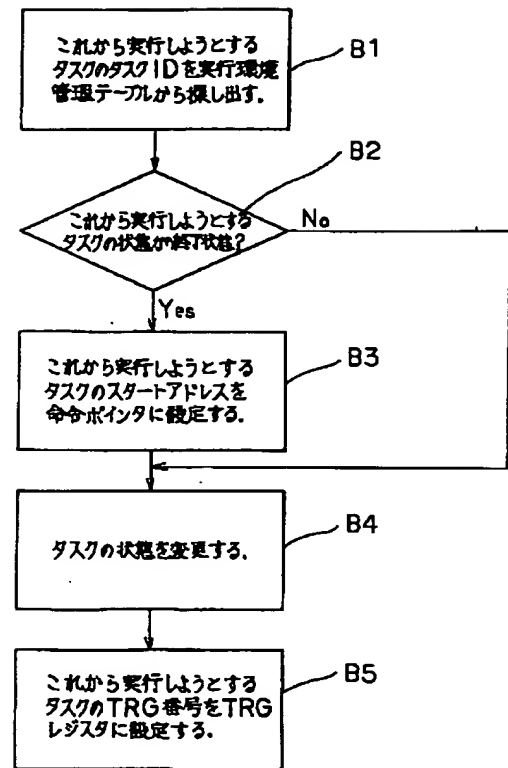 これから実行しようとする
タスクのタスクIDを実行環境
管理テーブルから探し出す。
B1
B2
これから実行しようとする
タスクの状態が終了状態?
No
Yes
これから実行しようとする
タスクのスタートアドレスを
命令ポインタに設定する。
B3
タスクの状態を変更する。
B4
これから実行しようとする
タスクのTRG番号をTRG
レジスタに設定する。
B5